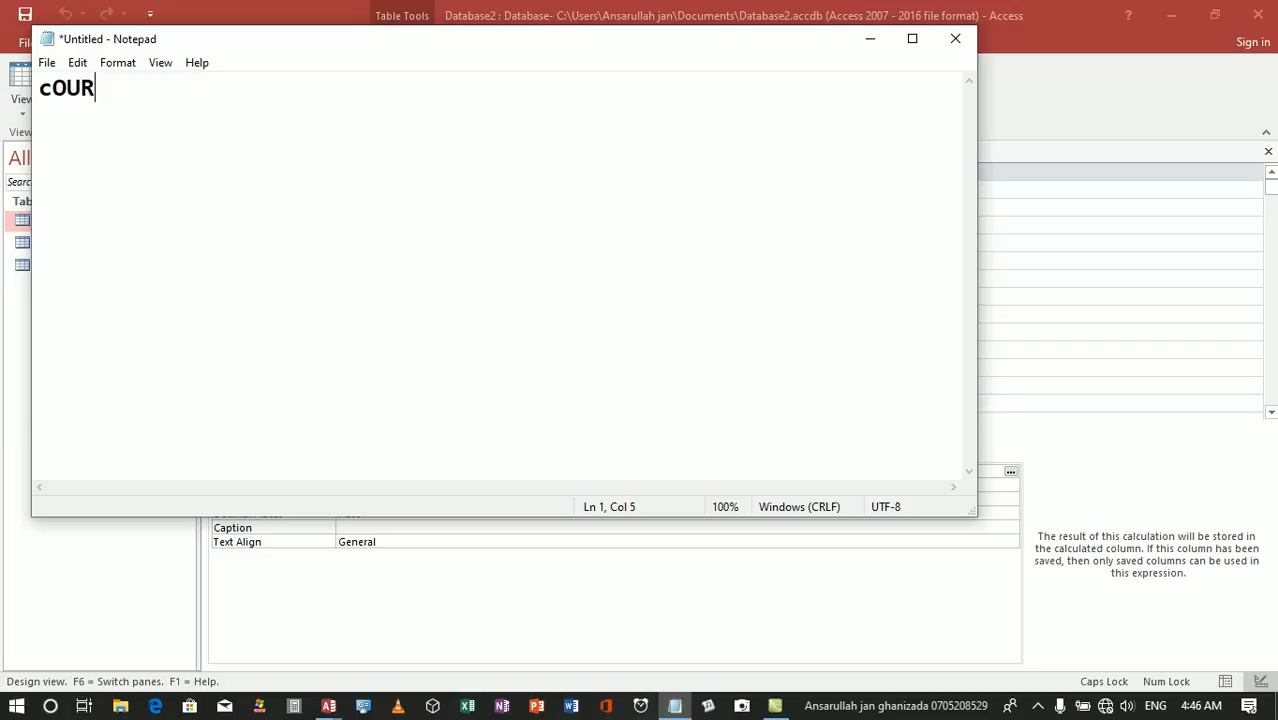 Table Tools
Database2 : Database- C:\Users\Ansarullah jan\Documents\Database2.accdb (Access 2007 - 2016 file format) - Access
?
Sign in
*Untitled - Notepad
File Edit Format View Help
cOUR
View
All
Ln 1, Col 5 100% Windows (CRLF) UTF-8
Caption
Text Align General
The result of this calculation will be stored in
the calculated column. If this column has been
saved, then only saved columns can be used in
this expression.
Design view. F6 = Switch panes. F1 = Help.
Caps Lock Num Lock
Ansarullah jan ghanizada 0705208529
ENG
4:46 AM